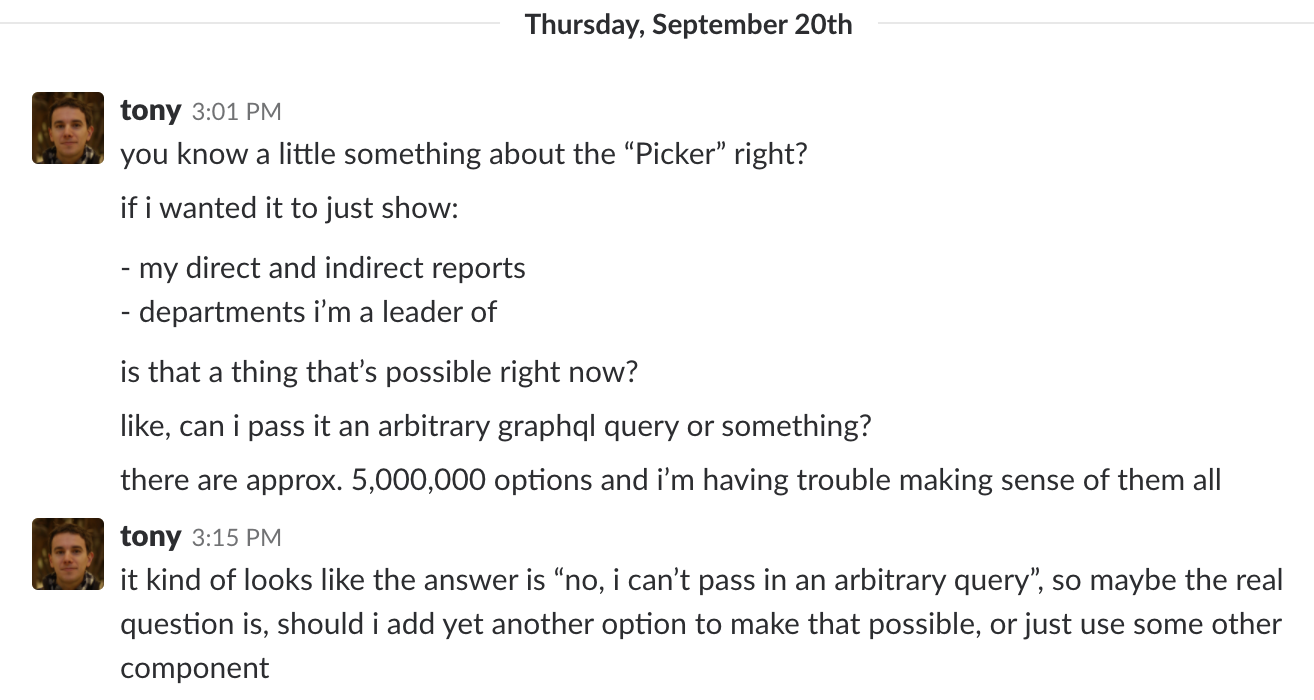 Thursday, September 20th
tony 3:01 PM
you know a little something about the “Picker” right?
if i wanted it to just show:
- my direct and indirect reports
- departments i’m a leader of
is that a thing that’s possible right now?
like, can i pass it an arbitrary graphql query or something?
there are approx. 5,000,000 options and i’m having trouble making sense of them all
tony 3:15 PM
it kind of looks like the answer is “no, i can’t pass in an arbitrary query”, so maybe the real
question is, should i add yet another option to make that possible, or just use some other
component